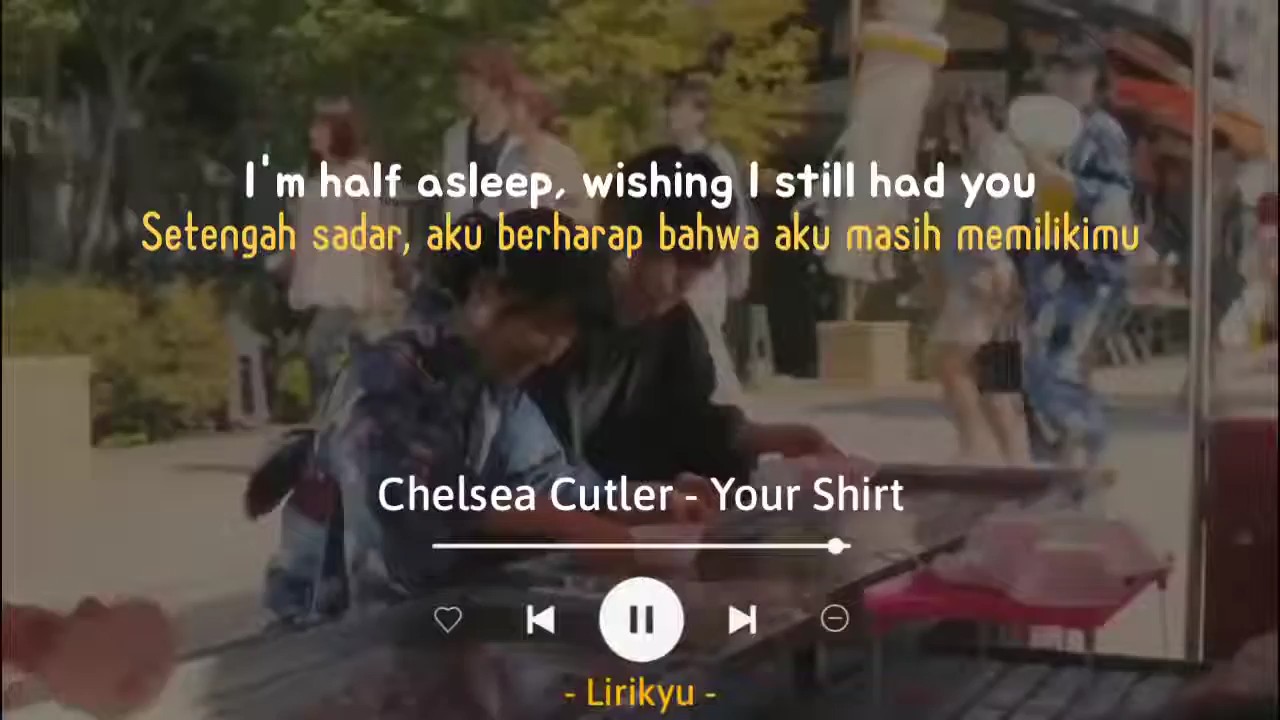 I'm half asleep, wishing I still had you
Setengah sadar, aku berharap bahwa aku masih memilikimu
Chelsea Cutler - Your Shirt
- Lirikyu -